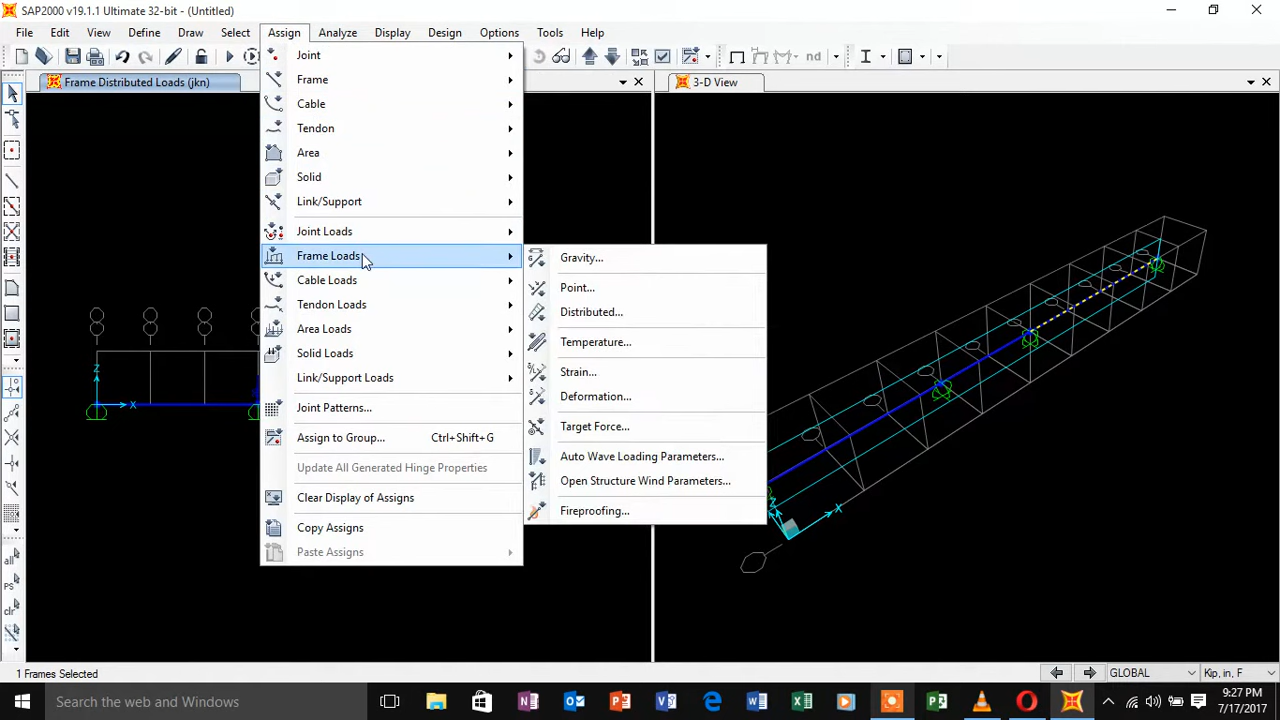 SAP2000 v19.1.1 Ultimate 32-bit - (Untitled)
File Edit View Define Draw Select Assign Analyze Display Design Options Tools Help
nd
Frame Distributed Loads (jkn)
3-D View
Joint
Frame
Cable
Tendon
Area
Solid
Link/Support
Joint Loads
Frame Loads
Cable Loads
Tendon Loads
Area Loads
Solid Loads
Link/Support Loads
Joint Patterns...
Assign to Group... Ctrl+Shift+G
Update All Generated Hinge Properties
Clear Display of Assigns
Copy Assigns
Paste Assigns
Gravity...
Point...
Distributed...
Temperature...
Strain...
Deformation...
Target Force...
Auto Wave Loading Parameters...
Open Structure Wind Parameters...
Fireproofing...
Z
X
Z
X
all
PS
clr
1 Frames Selected
GLOBAL
Kip, in, F
Search the web and Windows
9:27 PM
7/17/2017